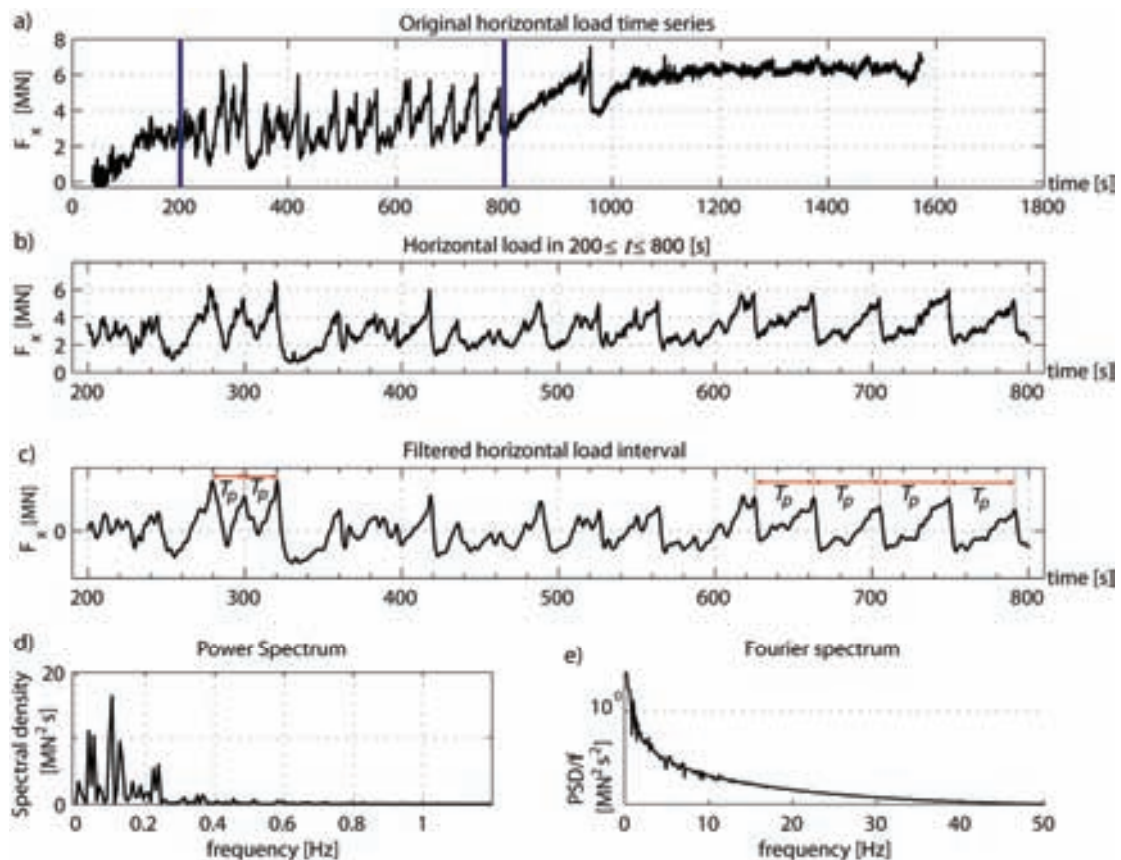 a) Original horizontal load time series
F_x [MN]
8
6
4
2
0
time [s]
0 200 400 600 800 1000 1200 1400 1600 1800
b) Horizontal load in 200 ≤ t ≤ 800 [s]
F_x [MN]
6
4
2
0
time [s]
200 300 400 500 600 700 800
c) Filtered horizontal load interval
F_x [MN]
0
T_p T_p T_p T_p T_p T_p
time [s]
200 300 400 500 600 700 800
d) Power Spectrum
Spectral density
[MN² s]
20
10
0
0 0.2 0.4 0.6 0.8 1
frequency [Hz]
e) Fourier spectrum
PSD/f
[MN² s²]
10⁰
0 10 20 30 40 50
frequency [Hz]